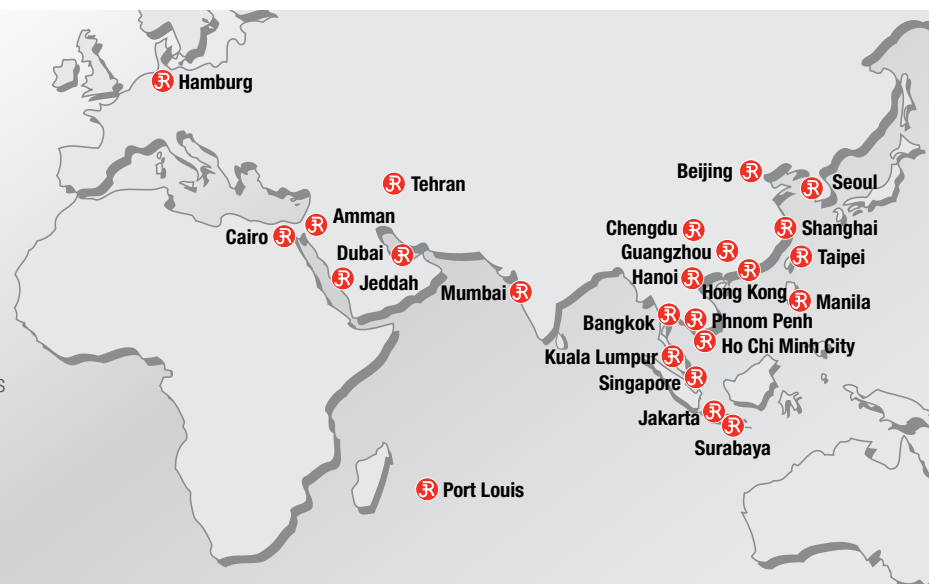 Hamburg
Beijing
Seoul
Tehran
Amman
Cairo
Chengdu
Shanghai
Guangzhou
Taipei
Dubai
Jeddah
Hanoi
Hong Kong
Mumbai
Manila
Bangkok
Phnom Penh
Ho Chi Minh City
Kuala Lumpur
Singapore
S
Jakarta
Surabaya
Port Louis